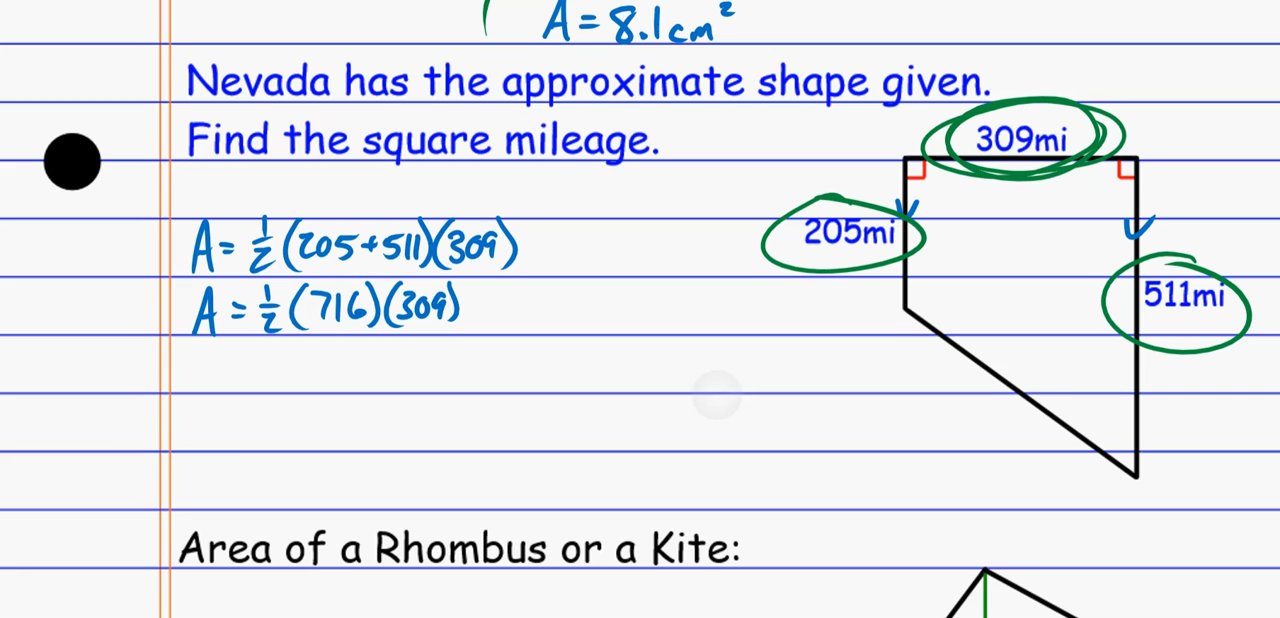 A = 8.1cm²
Nevada has the approximate shape given.
Find the square mileage.
309mi
205mi
511mi
A = ½(205+511)(309)
A = ½(716)(309)
Area of a Rhombus or a Kite: